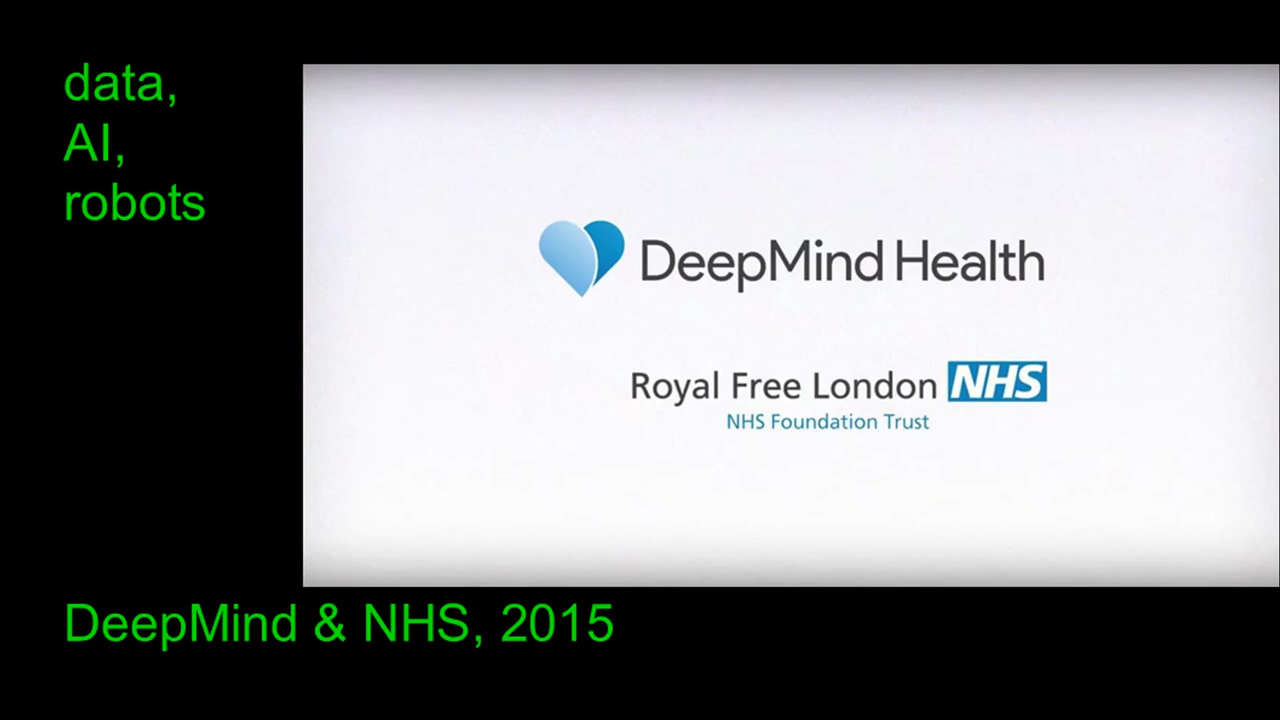 data,
AI,
robots
DeepMind Health
Royal Free London NHS
NHS Foundation Trust
DeepMind & NHS, 2015